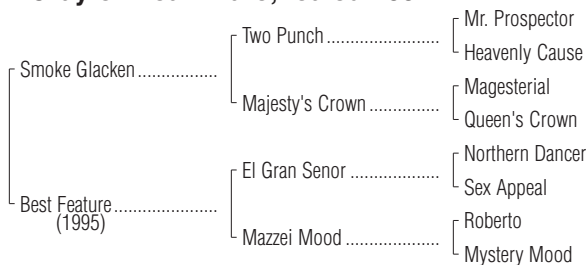 Two Punch
Mr. Prospector
Heavenly Cause
Smoke Glacken
Majesty's Crown
Magesterial
Queen's Crown
El Gran Senor
Northern Dancer
Sex Appeal
Best Feature
(1995)
Mazzei Mood
Roberto
Mystery Mood